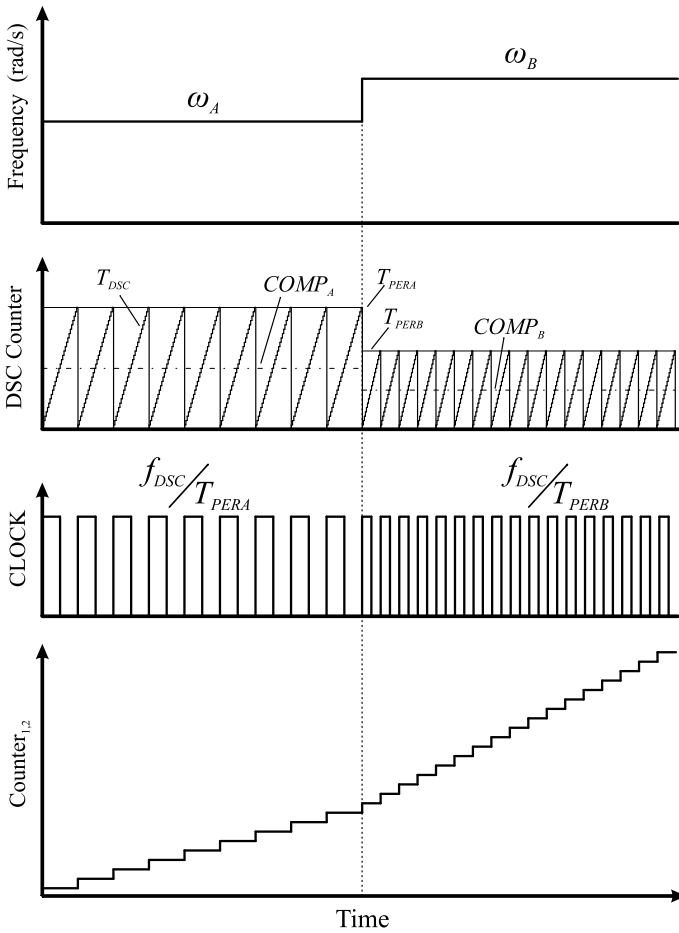 Frequency (rad/s)
ω_A
ω_B
DSC Counter
T_DSC
COMP_A
T_PERA
T_PERB
COMP_B
CLOCK
f_DSC/T_PERA
f_DSC/T_PERB
Counter_1,2
Time